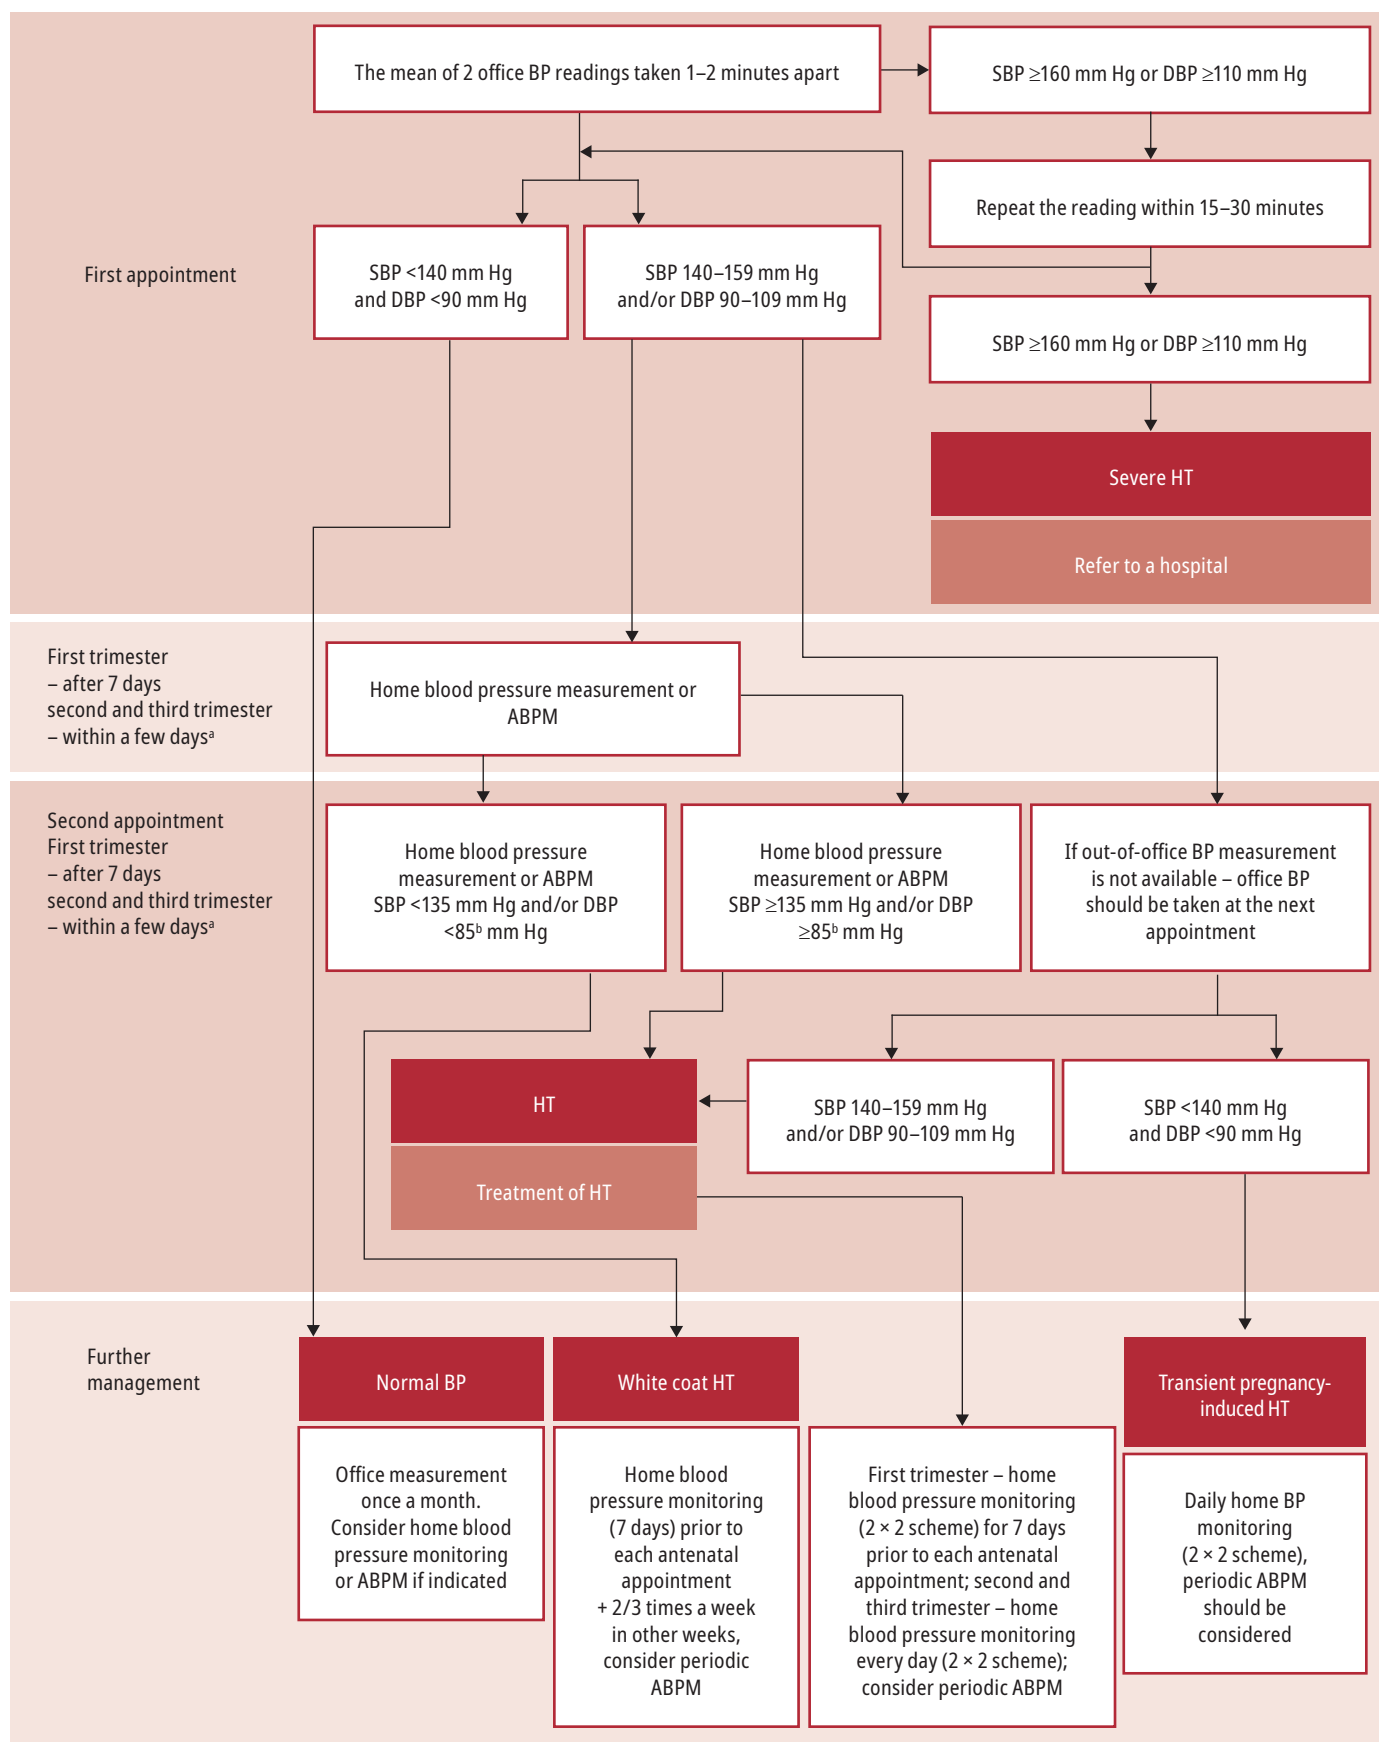 The mean of 2 office BP readings taken 1–2 minutes apart
SBP ≥160 mm Hg or DBP ≥110 mm Hg
Repeat the reading within 15–30 minutes
First appointment
SBP <140 mm Hg
and DBP <90 mm Hg
SBP 140–159 mm Hg
and/or DBP 90–109 mm Hg
SBP ≥160 mm Hg or DBP ≥110 mm Hg
Severe HT
Refer to a hospital
First trimester
– after 7 days
second and third trimester
– within a few daysᵃ
Home blood pressure measurement or
ABPM
Second appointment
First trimester
– after 7 days
second and third trimester
– within a few daysᵃ
Home blood pressure
measurement or ABPM
SBP <135 mm Hg and/or DBP
<85ᵇ mm Hg
Home blood pressure
measurement or ABPM
SBP ≥135 mm Hg and/or DBP
≥85ᵇ mm Hg
If out-of-office BP measurement
is not available – office BP
should be taken at the next
appointment
HT
Treatment of HT
SBP 140–159 mm Hg
and/or DBP 90–109 mm Hg
SBP <140 mm Hg
and DBP <90 mm Hg
Further
management
Normal BP
Office measurement
once a month.
Consider home blood
pressure monitoring
or ABPM if indicated
White coat HT
Home blood
pressure monitoring
(7 days) prior to
each antenatal
appointment
+ 2/3 times a week
in other weeks,
consider periodic
ABPM
First trimester – home
blood pressure monitoring
(2 × 2 scheme) for 7 days
prior to each antenatal
appointment; second and
third trimester – home
blood pressure monitoring
every day (2 × 2 scheme);
consider periodic ABPM
Transient pregnancy-
induced HT
Daily home BP
monitoring
(2 × 2 scheme),
periodic ABPM
should be
considered